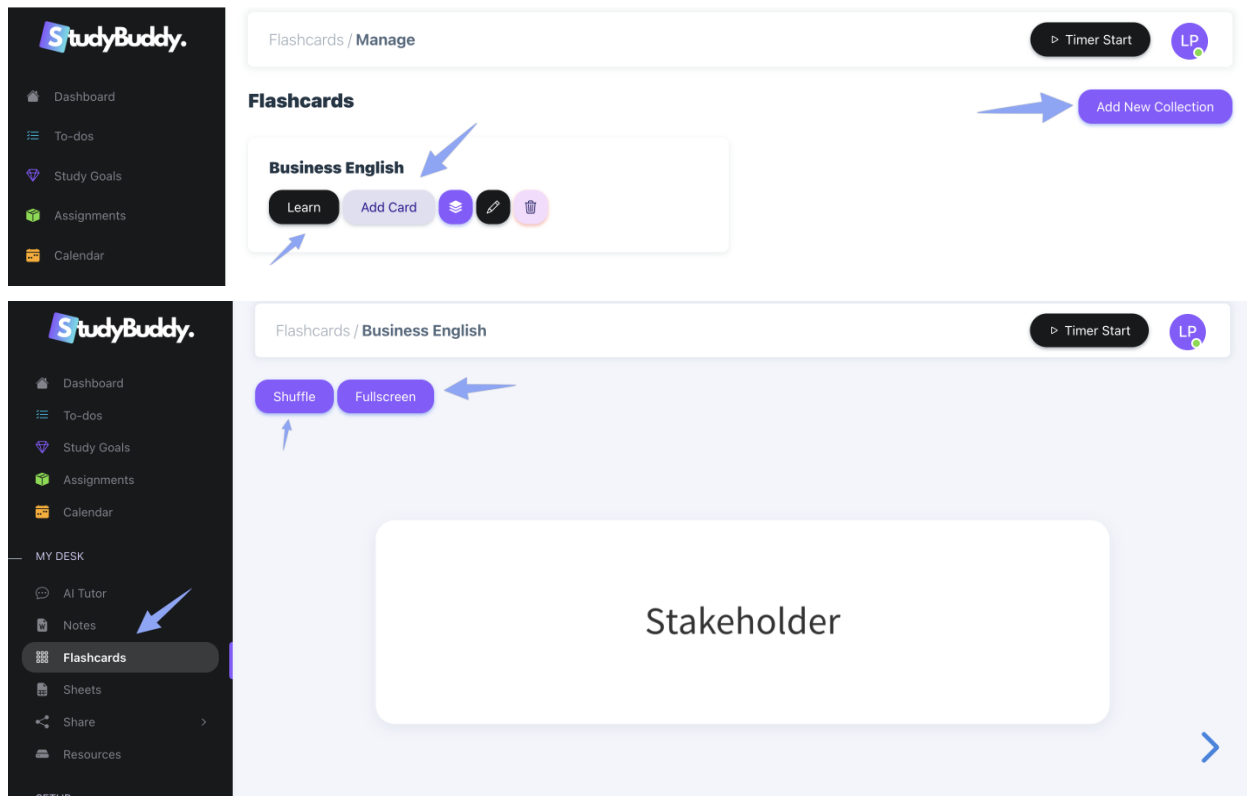 StudyBuddy.
Dashboard
To-dos
Study Goals
Assignments
Calendar
Flashcards / Manage
Timer Start
LP
Flashcards
Add New Collection
Business English
Learn
Add Card
StudyBuddy.
Dashboard
To-dos
Study Goals
Assignments
Calendar
MY DESK
AI Tutor
Notes
Flashcards
Sheets
Share
Resources
Flashcards / Business English
Timer Start
LP
Shuffle
Fullscreen
Stakeholder